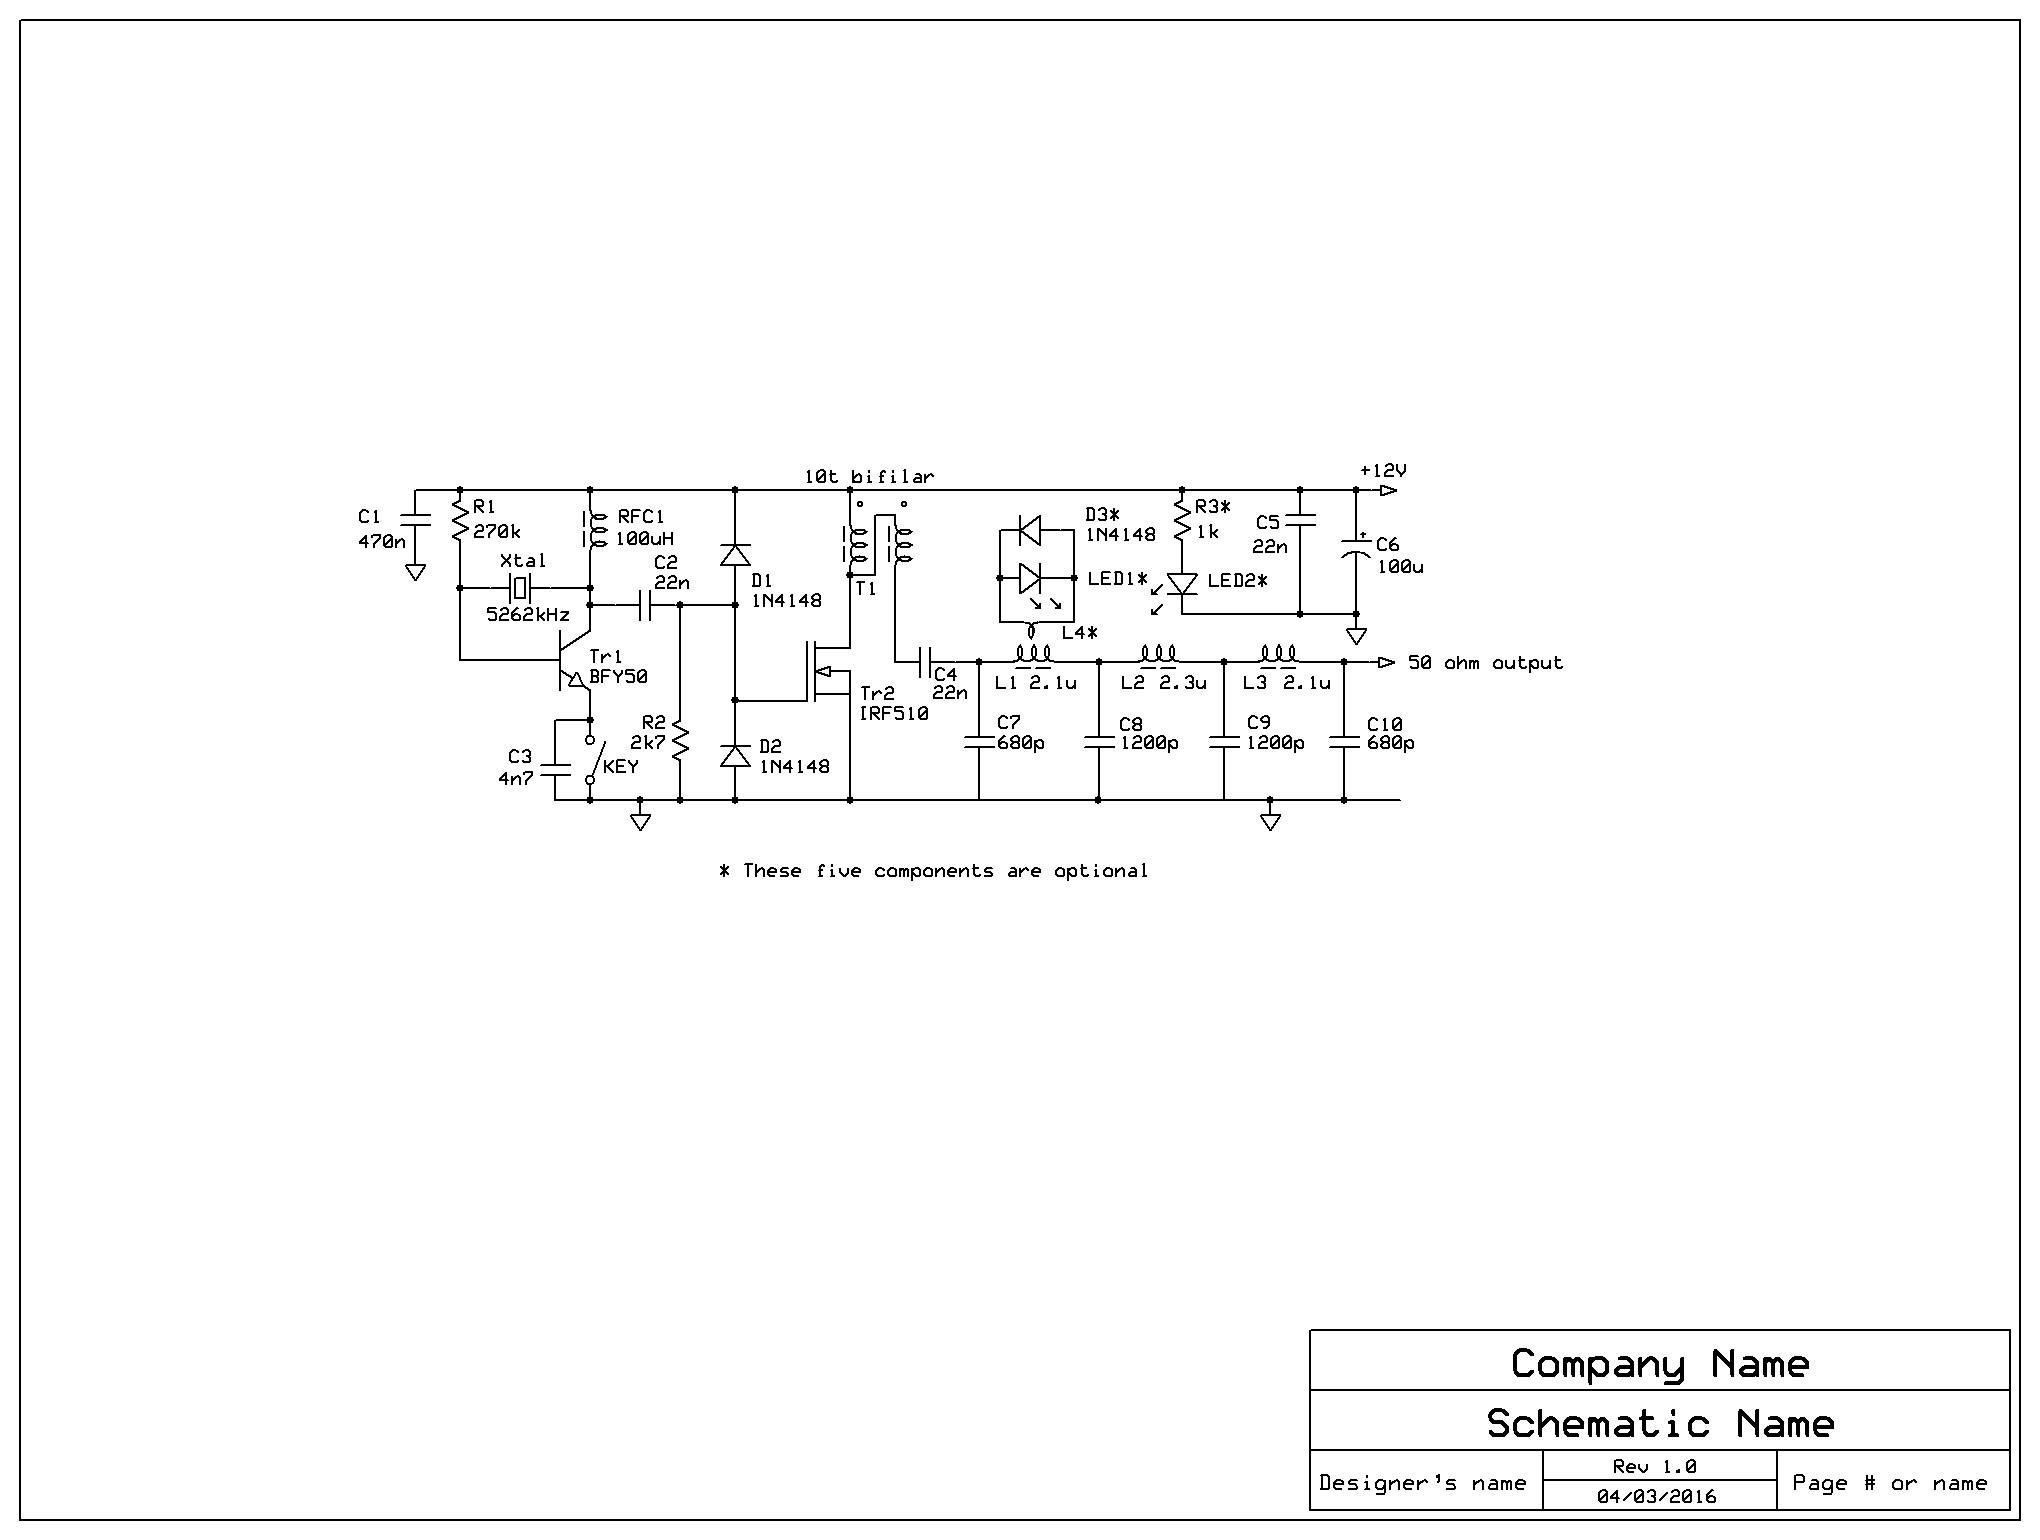 10t bifilar
+12V
C1
470n
R1
270k
RFC1
100uH
Xtal
5262kHz
C2
22n
D1
1N4148
T1
D3*
1N4148
LED1*
L4*
R3*
1k
LED2*
C5
22n
+
C6
100u
Tr1
BFY50
Tr2
IRF510
C4
22n
L1 2.1u
L2 2.3u
L3 2.1u
50 ohm output
C3
4n7
KEY
R2
2k7
D2
1N4148
C7
680p
C8
1200p
C9
1200p
C10
680p
* These five components are optional
Company Name
Schematic Name
Designer's name
Rev 1.0
04/03/2016
Page # or name